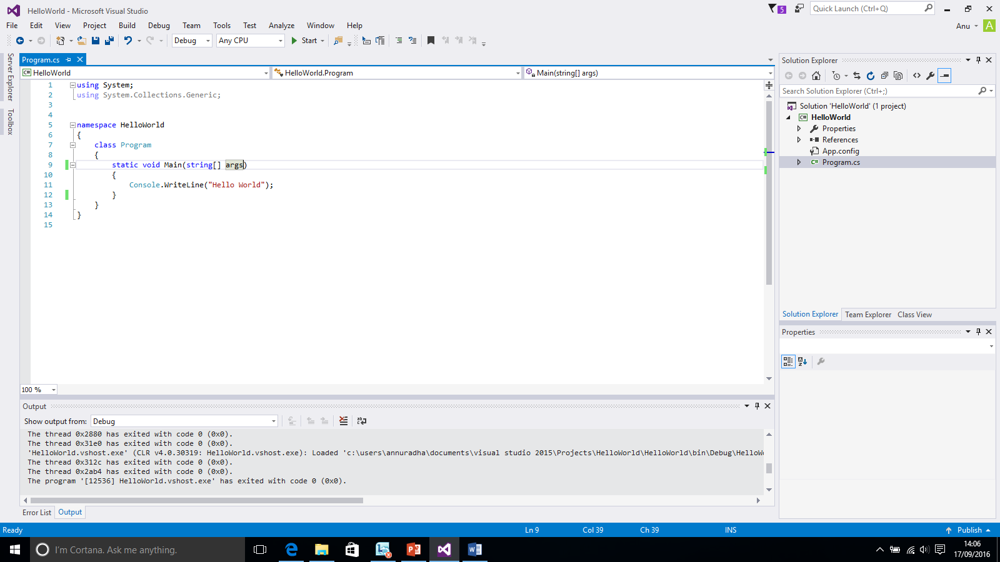 HelloWorld - Microsoft Visual Studio
5
Quick Launch (Ctrl+Q)
File Edit View Project Build Debug Team Tools Test Analyze Window Help
Anu A
Debug Any CPU Start
Server Explorer
Toolbox
Program.cs
HelloWorld HelloWorld.Program Main(string[] args)
1 using System;
2 using System.Collections.Generic;
3
4
5 namespace HelloWorld
6 {
7 class Program
8 {
9 static void Main(string[] args)
10 {
11 Console.WriteLine("Hello World");
12 }
13 }
14 }
15
100 %
Solution Explorer
Search Solution Explorer (Ctrl+;)
Solution 'HelloWorld' (1 project)
C# HelloWorld
Properties
References
App.config
C# Program.cs
Solution Explorer Team Explorer Class View
Properties
Output
Show output from: Debug
The thread 0x2880 has exited with code 0 (0x0).
The thread 0x31e0 has exited with code 0 (0x0).
'HelloWorld.vshost.exe' (CLR v4.0.30319: HelloWorld.vshost.exe): Loaded 'c:\users\annuradha\documents\visual studio 2015\Projects\HelloWorld\HelloWorld\bin\Debug\HelloWo
The thread 0x312c has exited with code 0 (0x0).
The thread 0x2ab4 has exited with code 0 (0x0).
The program '[12536] HelloWorld.vshost.exe' has exited with code 0 (0x0).
Error List Output
Ready Ln 9 Col 39 Ch 39 INS Publish
I'm Cortana. Ask me anything.
14:06
17/09/2016